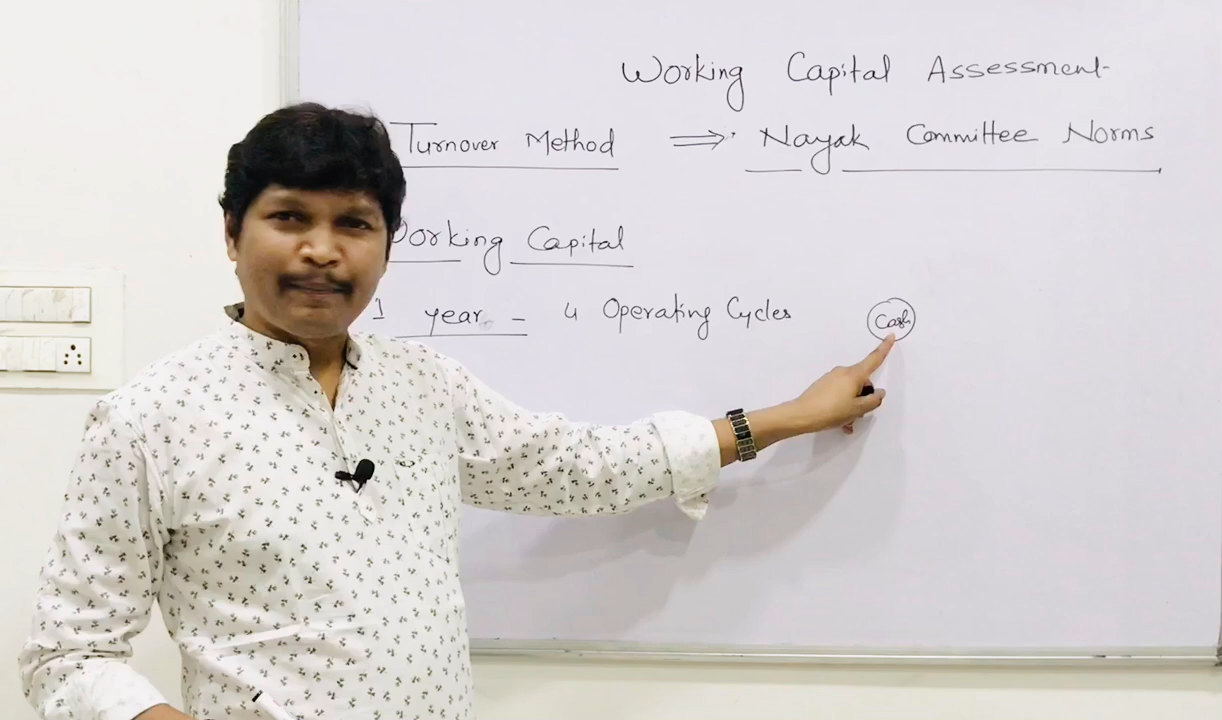 Working Capital Assessment
Turnover Method ⇒ Nayak Committee Norms
Working Capital
1 year - 4 Operating Cycles Cash